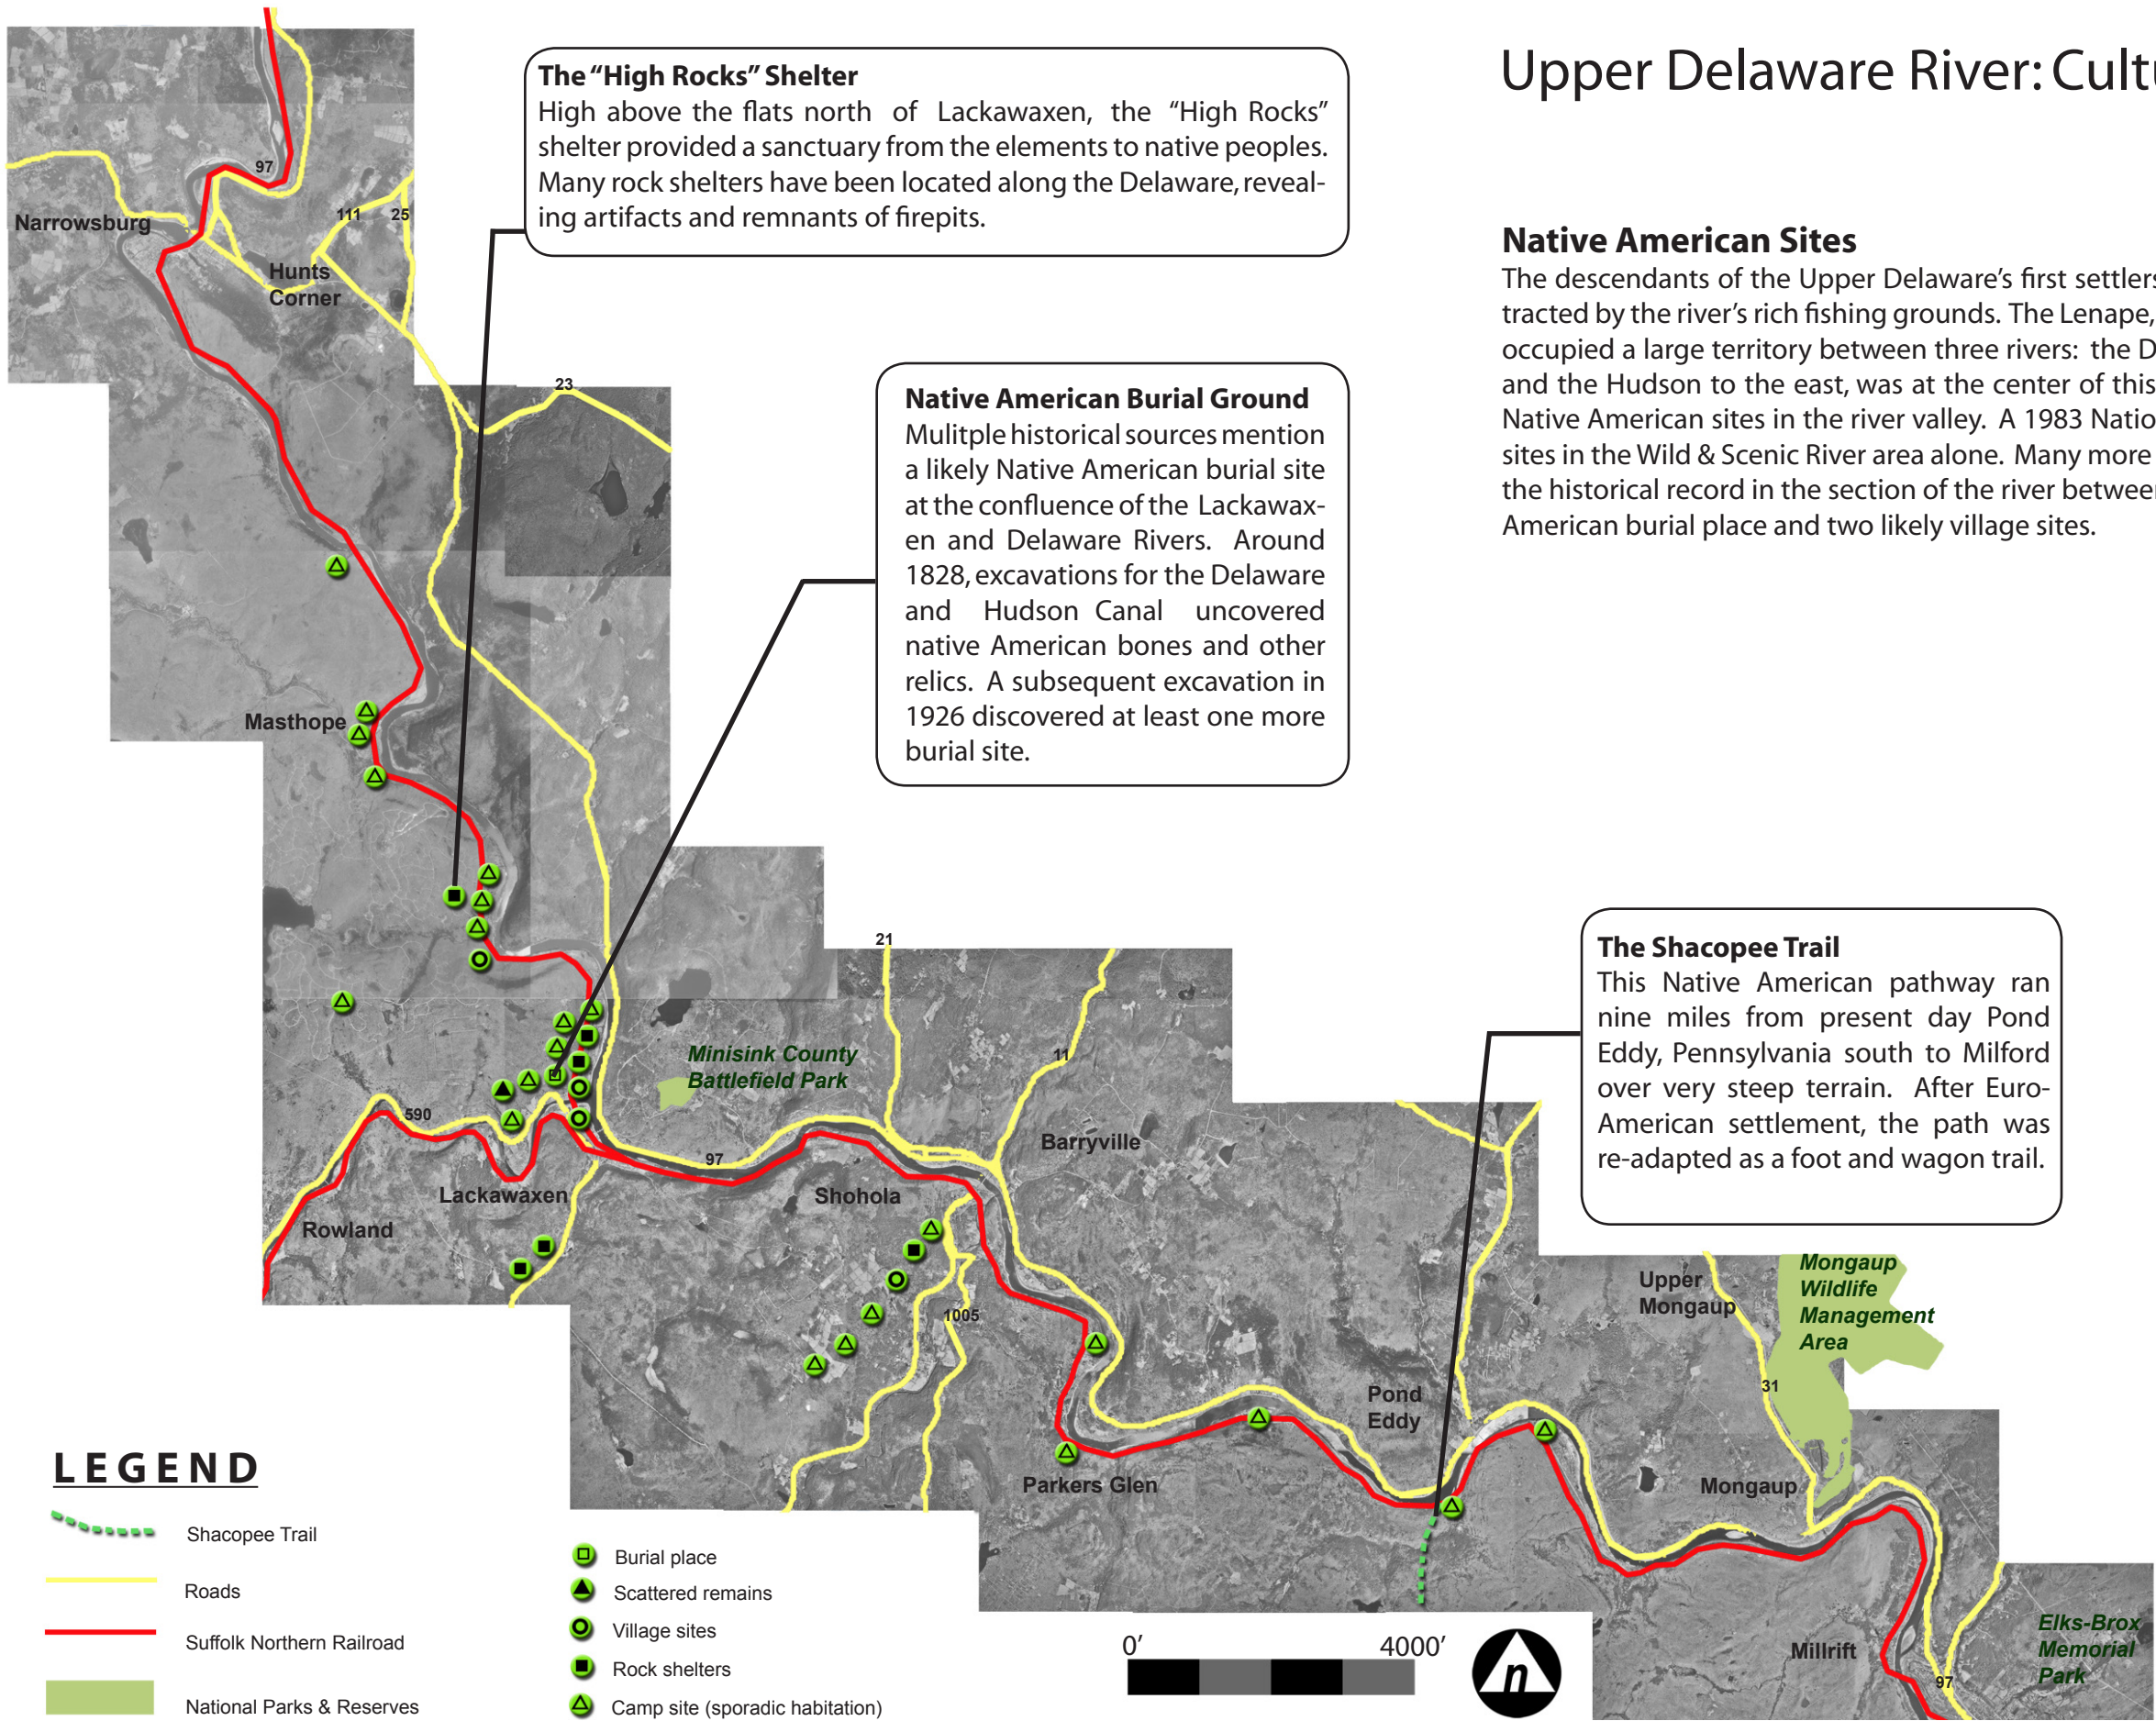 Upper Delaware River: Cult
The “High Rocks” Shelter
High above the flats north of Lackawaxen, the “High Rocks”
shelter provided a sanctuary from the elements to native peoples.
Many rock shelters have been located along the Delaware, reveal-
ing artifacts and remnants of firepits.
Native American Sites
The descendants of the Upper Delaware’s first settlers
tracted by the river’s rich fishing grounds. The Lenape,
occupied a large territory between three rivers: the D
and the Hudson to the east, was at the center of this
Native American sites in the river valley. A 1983 Natio
sites in the Wild & Scenic River area alone. Many more
the historical record in the section of the river between
American burial place and two likely village sites.
Native American Burial Ground
Mulitple historical sources mention
a likely Native American burial site
at the confluence of the Lackawax-
en and Delaware Rivers. Around
1828, excavations for the Delaware
and Hudson Canal uncovered
native American bones and other
relics. A subsequent excavation in
1926 discovered at least one more
burial site.
The Shacopee Trail
This Native American pathway ran
nine miles from present day Pond
Eddy, Pennsylvania south to Milford
over very steep terrain. After Euro-
American settlement, the path was
re-adapted as a foot and wagon trail.
97
Narrowsburg
111
25
Hunts
Corner
23
Masthope
21
11
Minisink County
Battlefield Park
590
97
Barryville
Lackawaxen
Shohola
Rowland
1005
Upper
Mongaup
Mongaup
Wildlife
Management
Area
31
Pond
Eddy
Parkers Glen
Mongaup
Millrift
97
Elks-Brox
Memorial
Park
LEGEND
Shacopee Trail
Roads
Suffolk Northern Railroad
National Parks & Reserves
Burial place
Scattered remains
Village sites
Rock shelters
Camp site (sporadic habitation)
0’ 4000’
n